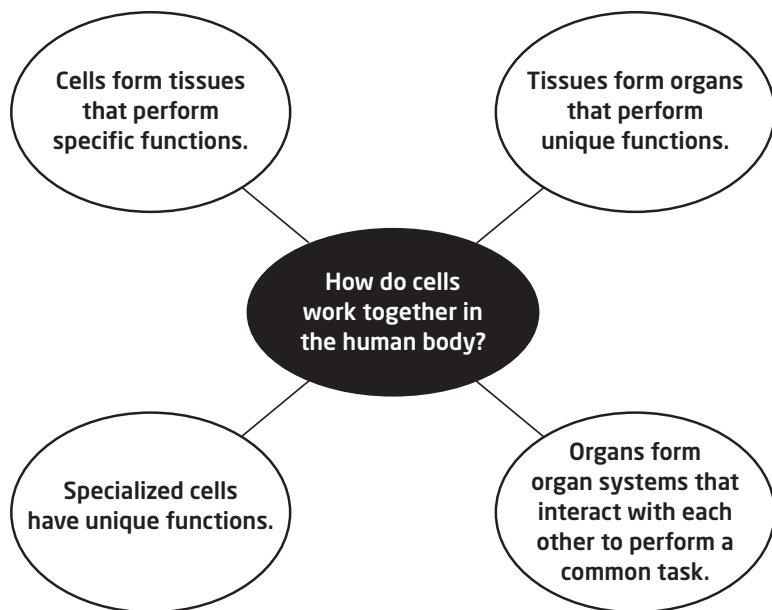 Cells form tissues
that perform
specific functions.
Tissues form organs
that perform
unique functions.
How do cells
work together in
the human body?
Specialized cells
have unique functions.
Organs form
organ systems that
interact with each
other to perform a
common task.